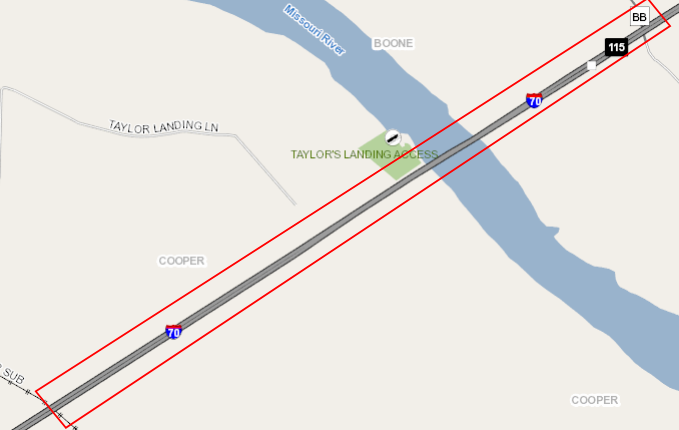 Missouri River
BB
BOONE
115
70
TAYLOR LANDING LN
TAYLOR'S LANDING ACCESS
COOPER
70
SUB
COOPER